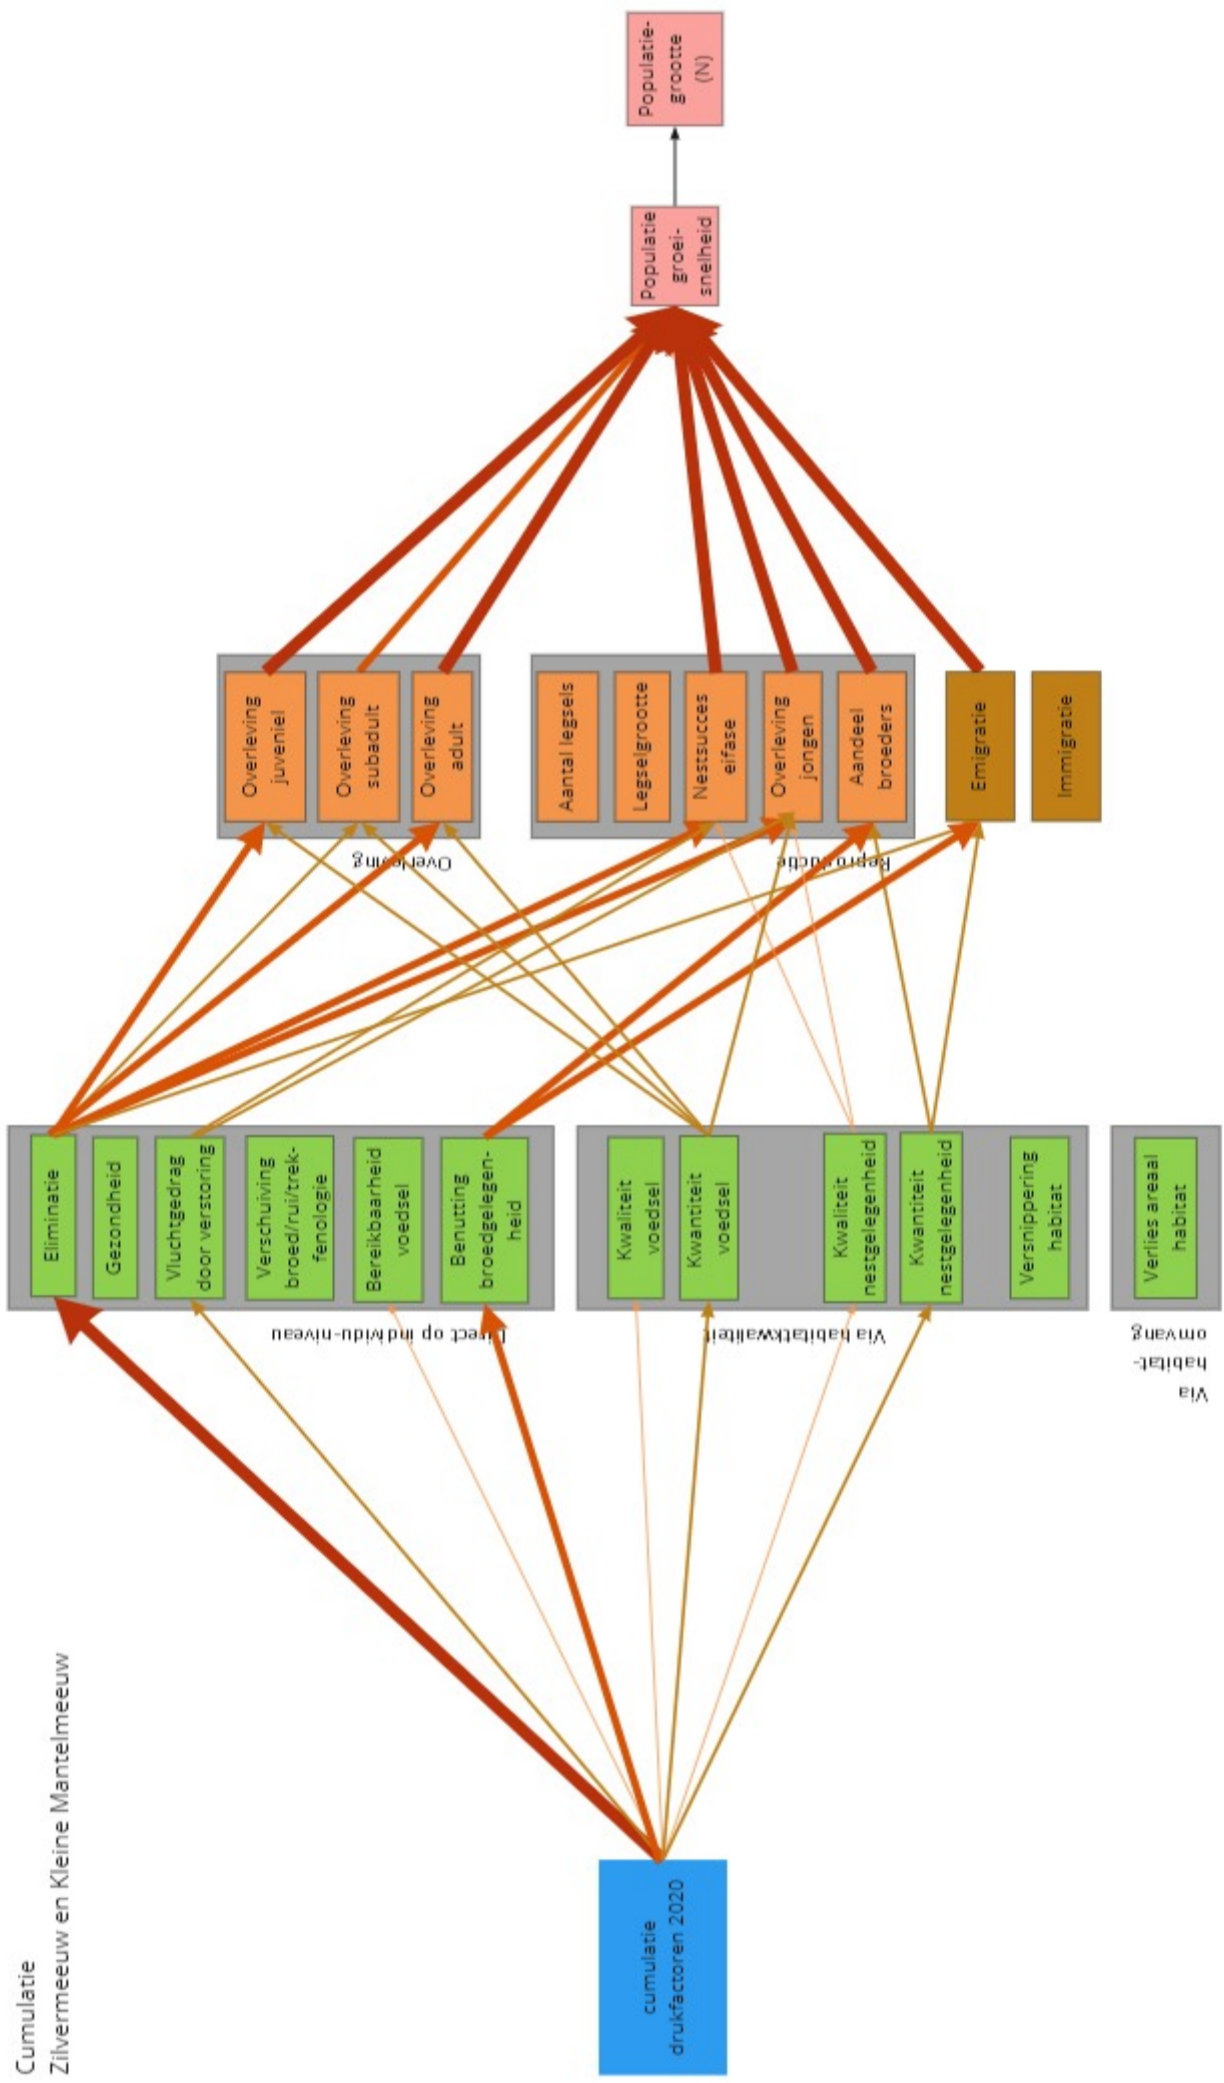 Cumulatie
Zilvermeeuw en Kleine Mantelmeeuw
cumulatie
drukfactoren 2020
Direct op individu-niveau
Eliminatie
Gezondheid
Vluchtgedrag
door verstoring
Verschuiving
broed/rui/trek-
fenologie
Bereikbaarheid
voedsel
Benutting
broedgelegen-
heid
Via habitatkwaliteit
Kwaliteit
voedsel
Kwantiteit
voedsel
Kwaliteit
nestgelegenheid
Kwantiteit
nestgelegenheid
Versnippering
habitat
Via
habitat-
omvang
Verlies areaal
habitat
Overleving
Overleving
juveniel
Overleving
subadult
Overleving
adult
Reproductie
Aantal legsels
Legselgrootte
Nestsucces
eifase
Overleving
jongen
Aandeel
broeders
Emigratie
Immigratie
Populatie
groei-
snelheid
Populatie-
grootte
(N)